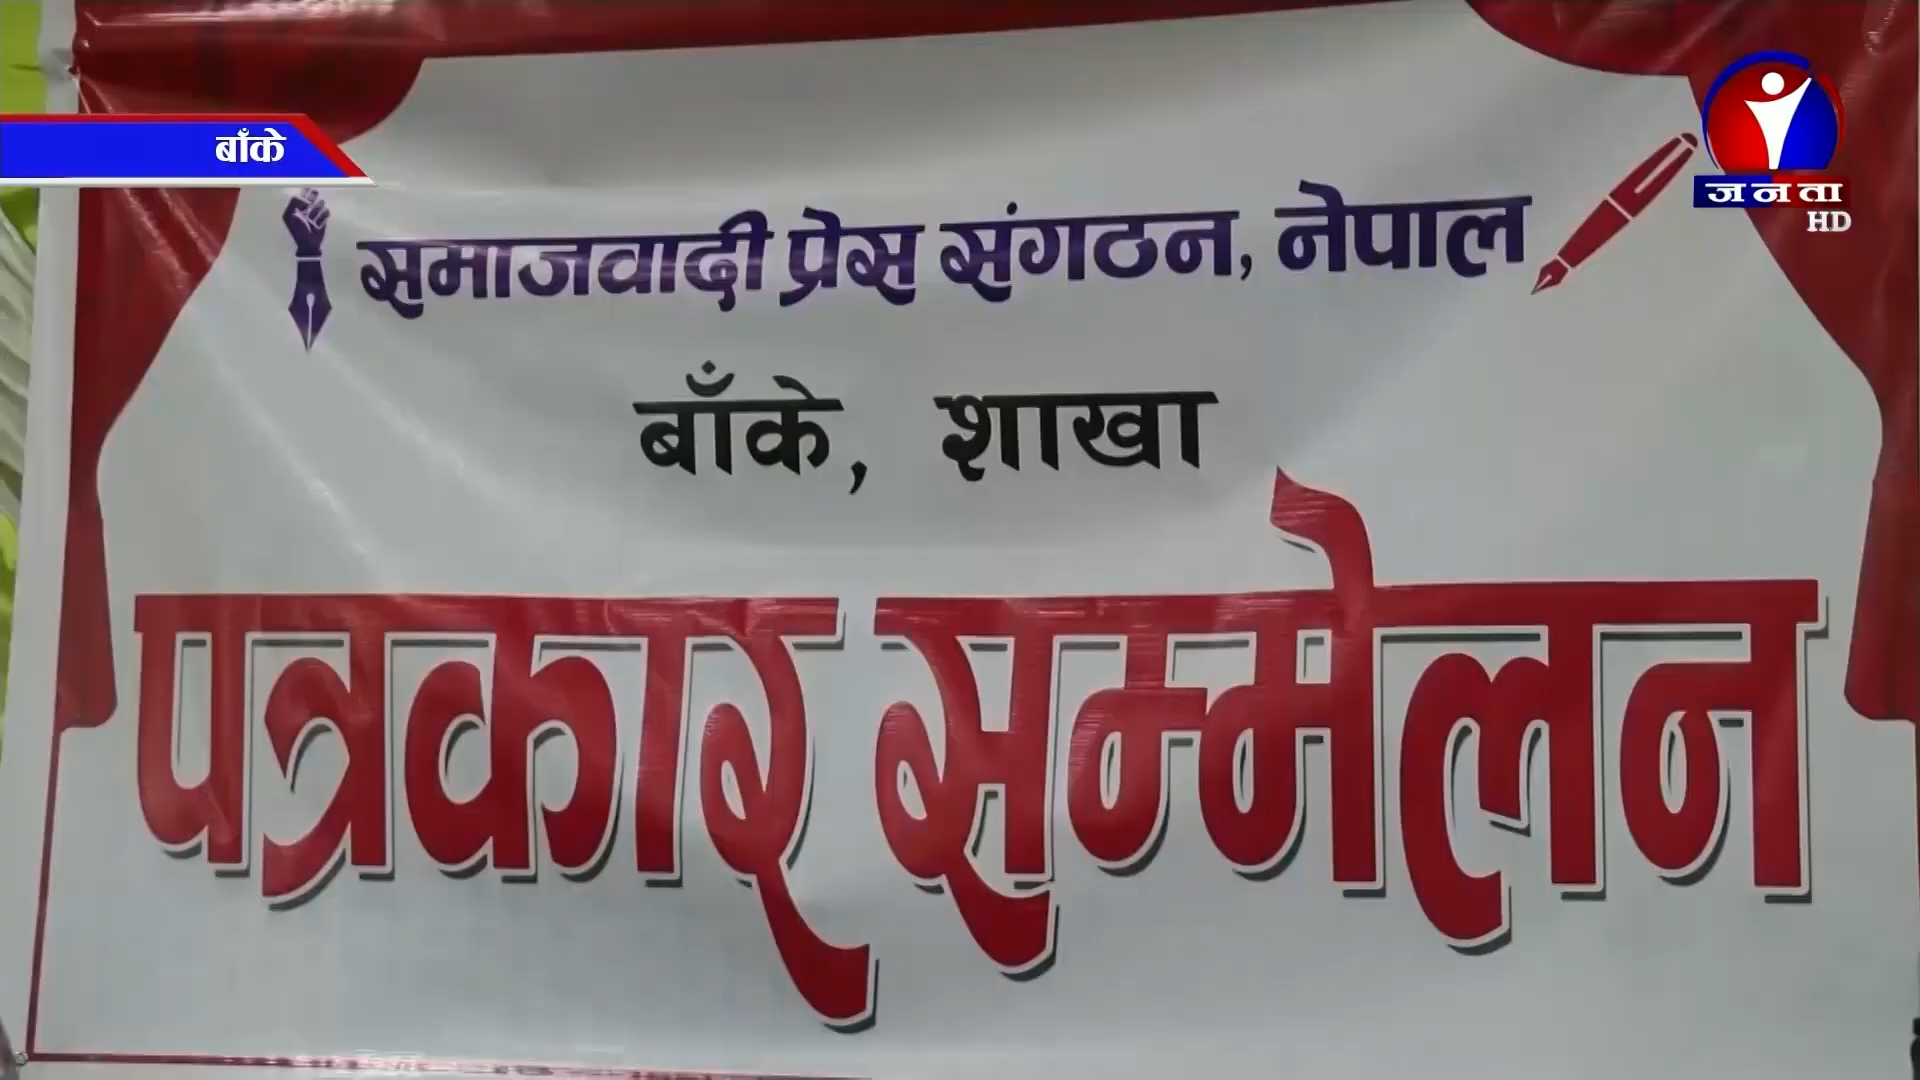 बाँके
जनता
HD
समाजवादी प्रेस संगठन, नेपाल
बाँके, शाखा
पत्रकार सम्मेलन